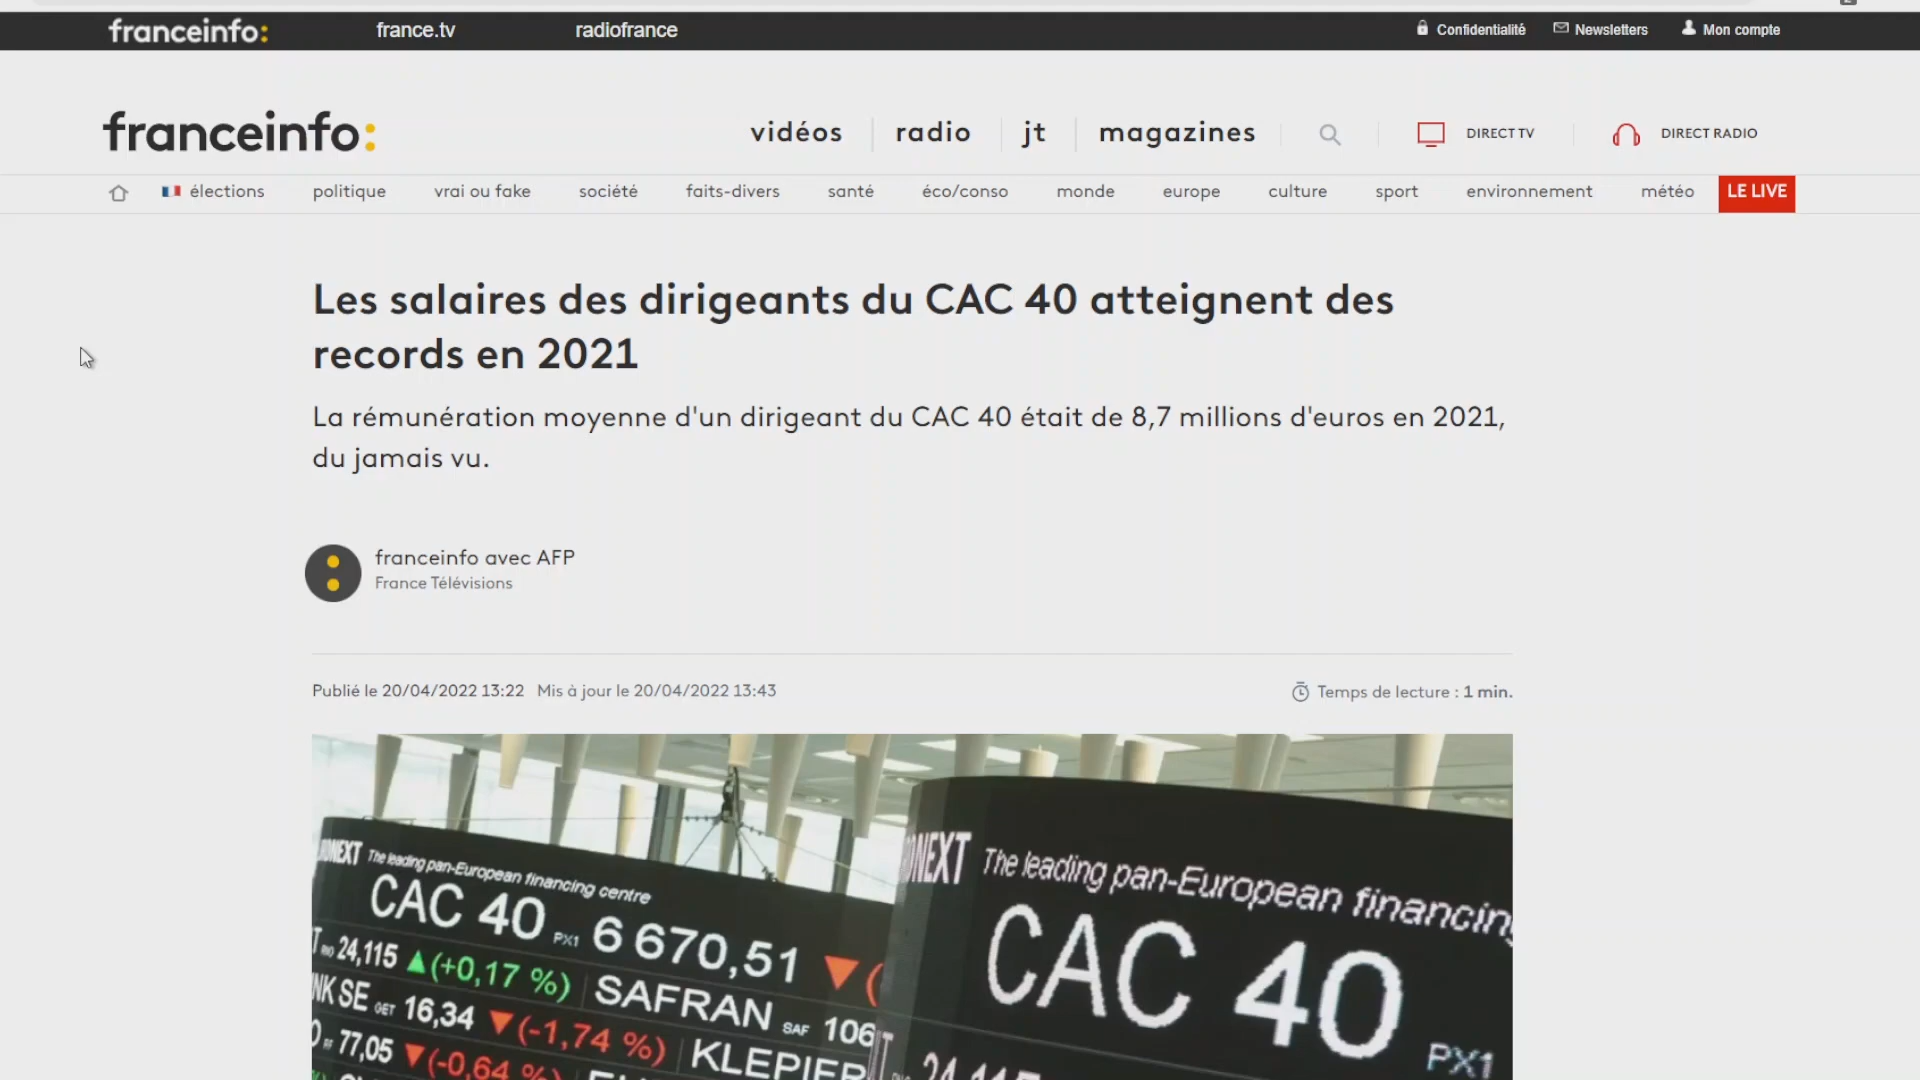 franceinfo: france.tv radiofrance Confidentialité Newsletters Mon compte
franceinfo: vidéos radio jt magazines DIRECT TV DIRECT RADIO
élections politique vrai ou fake société faits-divers santé éco/conso monde europe culture sport environnement météo LE LIVE
Les salaires des dirigeants du CAC 40 atteignent des
records en 2021
La rémunération moyenne d'un dirigeant du CAC 40 était de 8,7 millions d'euros en 2021,
du jamais vu.
franceinfo avec AFP
France Télévisions
Publié le 20/04/2022 13:22 Mis à jour le 20/04/2022 13:43 Temps de lecture : 1 min.
The leading pan-European financing centre
CAC 40 PX1 6 670,51
24,115 (+0,17 %) SAFRAN SAF 106
16,34 (-1,74 %) KLEPIER
77,05 (-0,64 %)
The leading pan-European financing
CAC 40 PX1